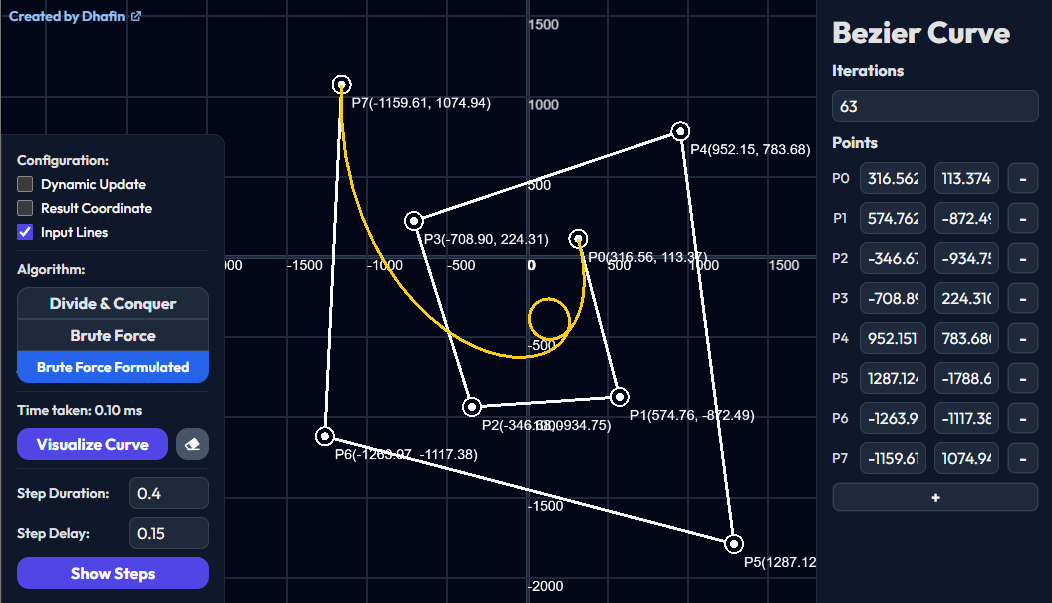 Created by Dhafin
Configuration:
Dynamic Update
Result Coordinate
Input Lines
Algorithm:
Divide & Conquer
Brute Force
Brute Force Formulated
Time taken: 0.10 ms
Visualize Curve
Step Duration: 0.4
Step Delay: 0.15
Show Steps
1500
1000
500
000 -1500 -1000 -500 0 500 1000 1500
-500
-1500
-2000
P7(-1159.61, 1074.94)
P4(952.15, 783.68)
P3(-708.90, 224.31)
P0(316.56, 113.37)
P1(574.76, -872.49)
P2(-346.68, -934.75)
P6(-1263.97, -1117.38)
P5(1287.12
Bezier Curve
Iterations
63
Points
P0 316.562 113.374 -
P1 574.762 -872.49 -
P2 -346.67 -934.75 -
P3 -708.89 224.310 -
P4 952.151 783.680 -
P5 1287.124 -1788.6 -
P6 -1263.9 -1117.38 -
P7 -1159.61 1074.94 -
+